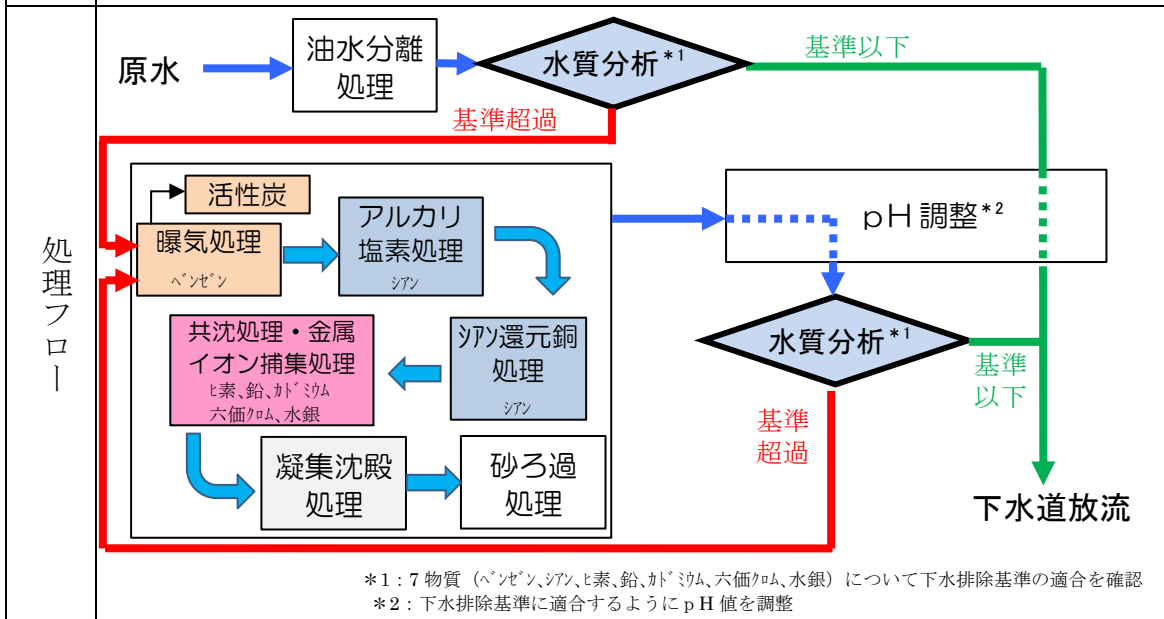 処理フロー
原水
油水分離
処理
水質分析*1
基準以下
基準超過
活性炭
曝気処理
ﾍﾞﾝｾﾞﾝ
アルカリ
塩素処理
ｼｱﾝ
ｼｱﾝ還元銅
処理
ｼｱﾝ
共沈処理・金属
イオン捕集処理
ﾋ素、鉛、ｶﾄﾞﾐｳﾑ
六価ｸﾛﾑ、水銀
凝集沈殿
処理
砂ろ過
処理
pH調整*2
水質分析*1
基準
以下
基準
超過
下水道放流
*1：7物質（ﾍﾞﾝｾﾞﾝ、ｼｱﾝ、ﾋ素、鉛、ｶﾄﾞﾐｳﾑ、六価ｸﾛﾑ、水銀）について下水排除基準の適合を確認
*2：下水排除基準に適合するようにｐH値を調整